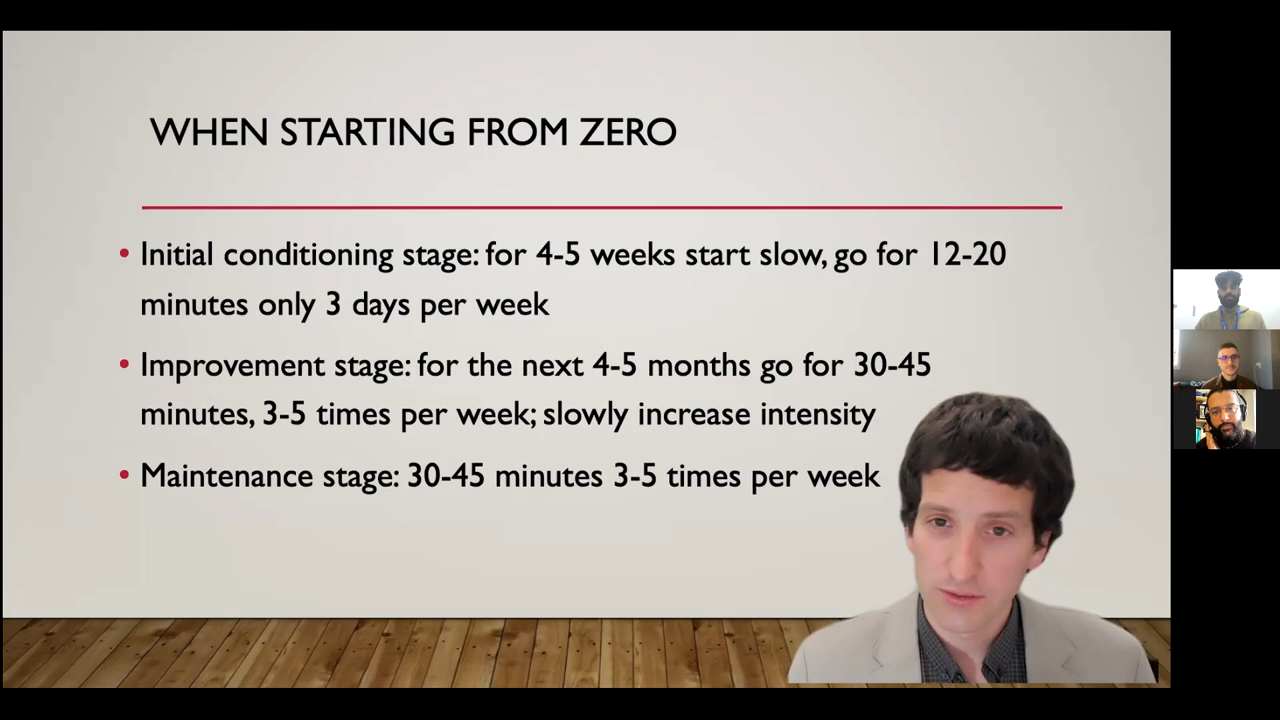 WHEN STARTING FROM ZERO
• Initial conditioning stage: for 4-5 weeks start slow, go for 12-20
minutes only 3 days per week
• Improvement stage: for the next 4-5 months go for 30-45
minutes, 3-5 times per week; slowly increase intensity
• Maintenance stage: 30-45 minutes 3-5 times per week